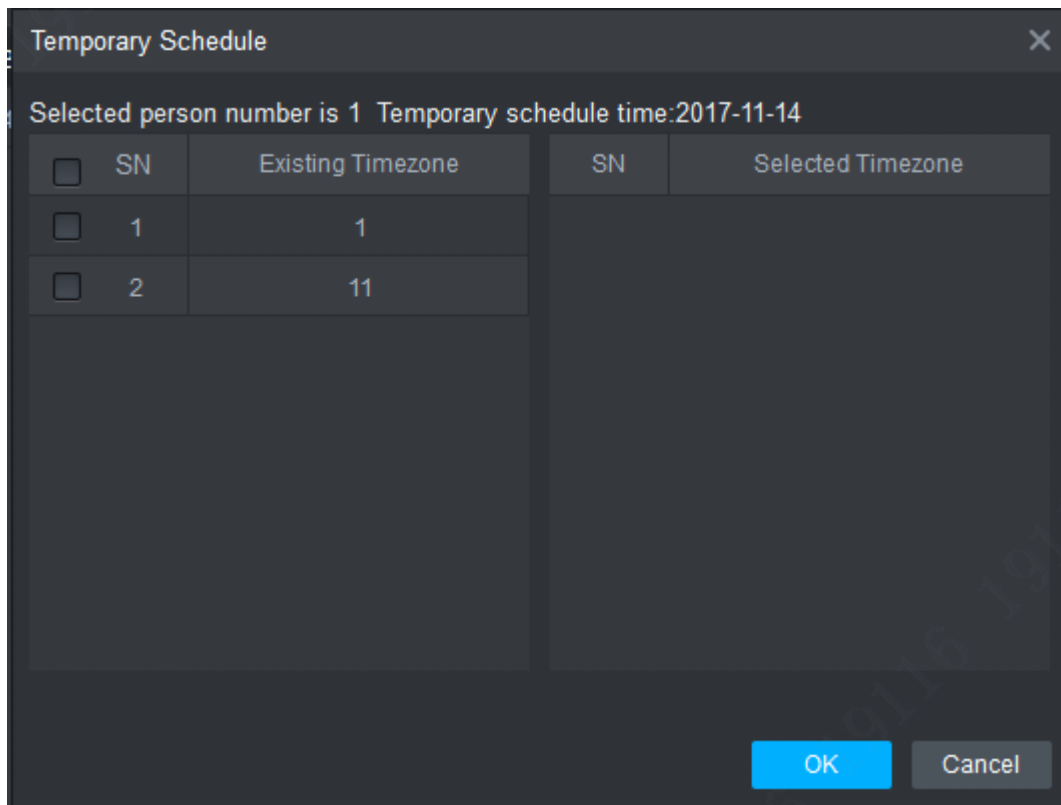 Temporary Schedule
Selected person number is 1 Temporary schedule time:2017-11-14
SN Existing Timezone SN Selected Timezone
1 1
2 11
OK Cancel